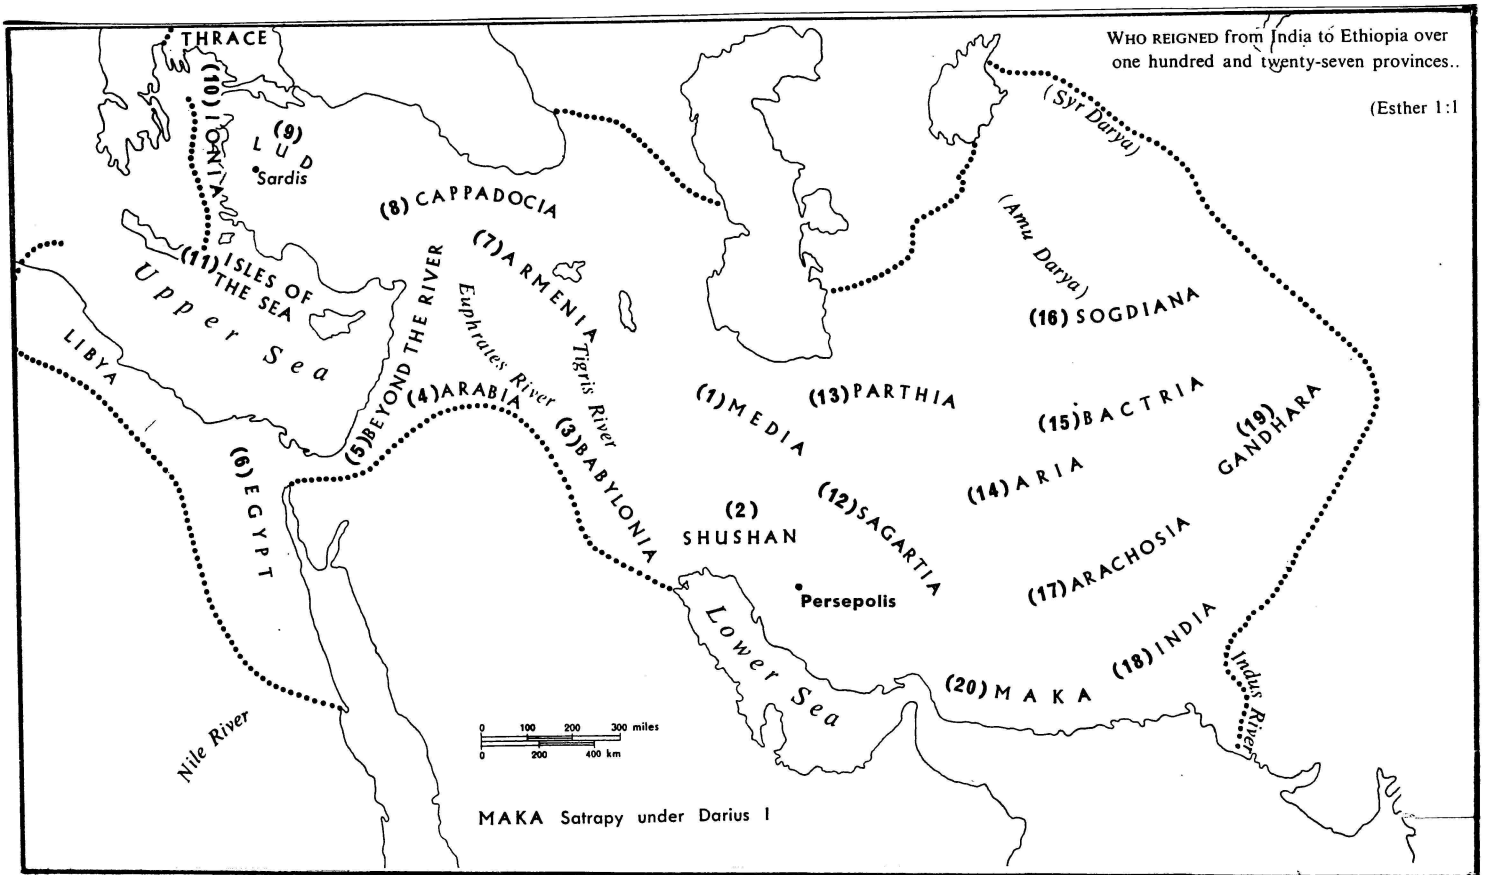 THRACE
WHO REIGNED from India to Ethiopia over
one hundred and twenty-seven provinces..
(Esther 1:1
(10) IONIA
(9)
LUD
Sardis
(Syr Darya)
(8) CAPPADOCIA
(Amu Darya)
(7) ARMENIA
(11) ISLES OF
THE SEA
Upper Sea
(5) BEYOND THE RIVER
Euphrates River
Tigris River
(16) SOGDIANA
LIBYA
(4) ARABIA
(1) MEDIA
(13) PARTHIA
(15) BACTRIA
(19)
GANDHARA
(3) BABYLONIA
(6) EGYPT
(14) ARIA
(12) SAGARTIA
(2)
SHUSHAN
(17) ARACHOSIA
Persepolis
Lower Sea
(18) INDIA
(20) MAKA
Indus River
Nile River
0 100 200 300 miles
0 200 400 km
MAKA Satrapy under Darius I